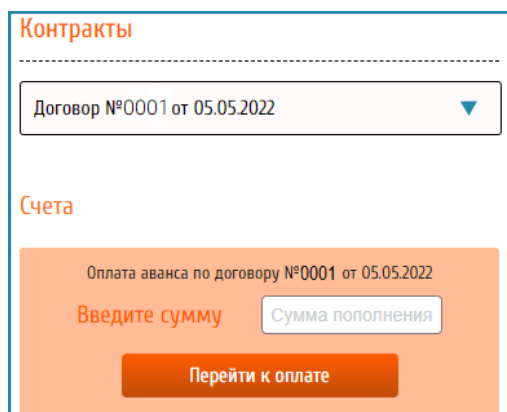 Контракты
Договор №0001 от 05.05.2022
Счета
Оплата аванса по договору №0001 от 05.05.2022
Введите сумму
Сумма пополнения
Перейти к оплате